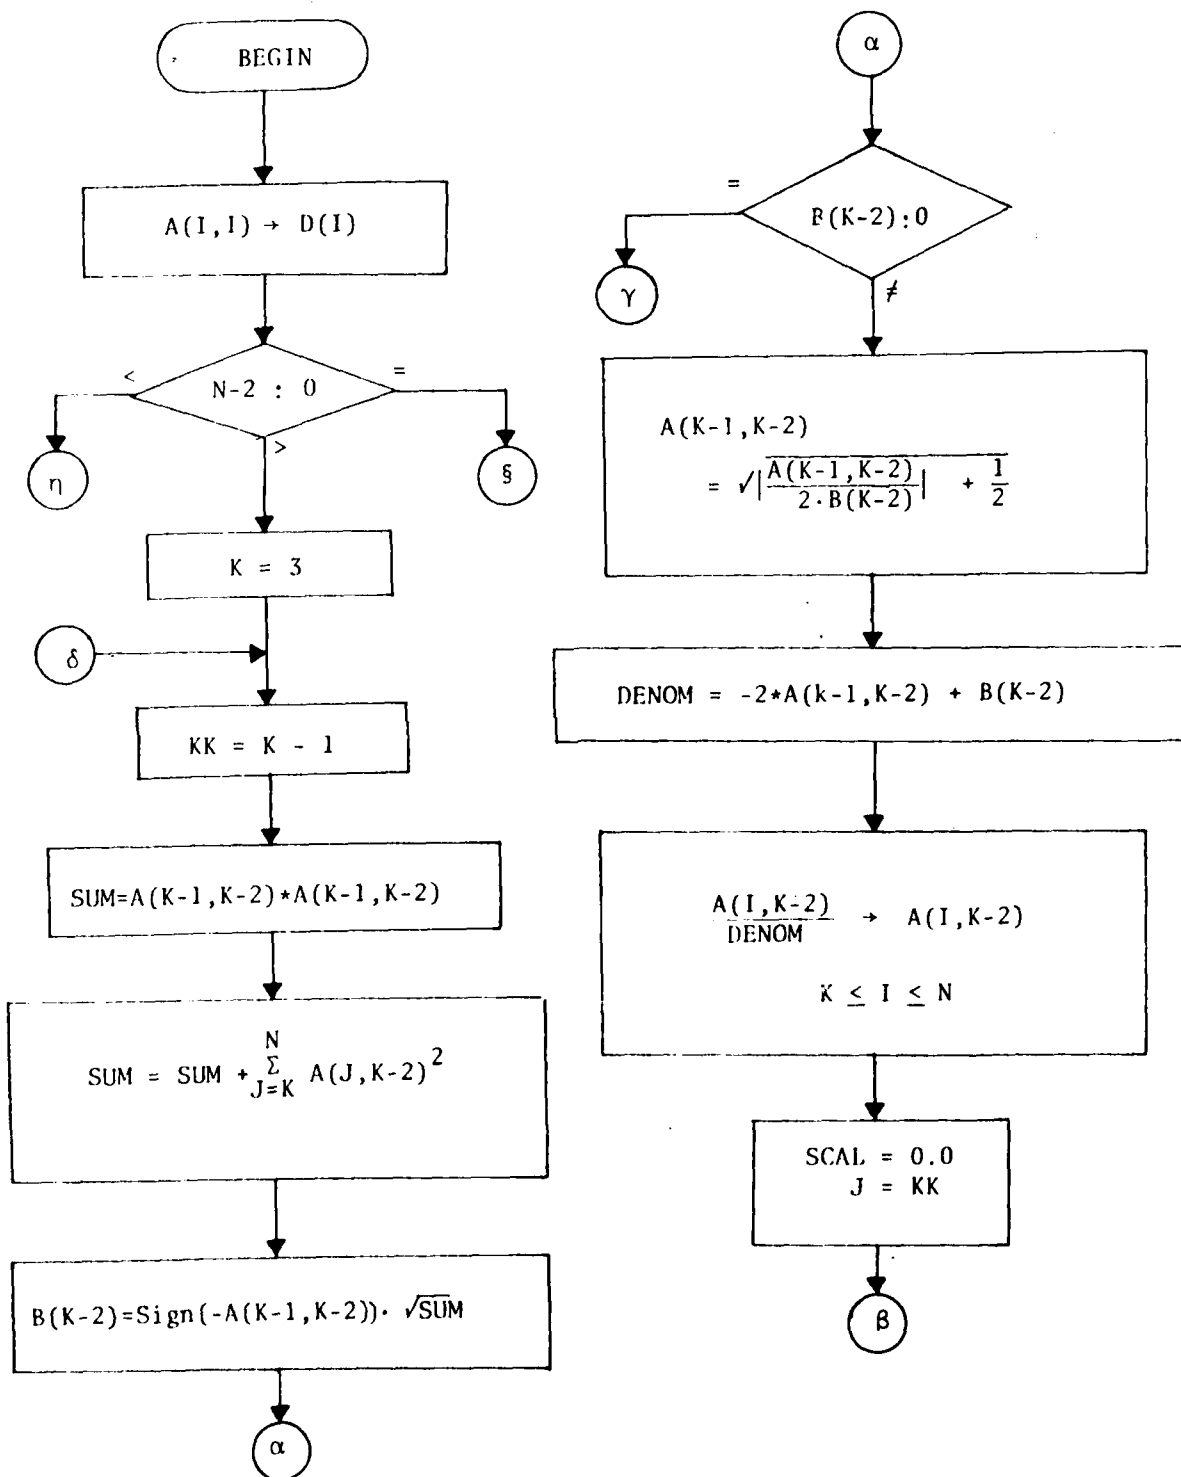 BEGIN
A(I,I) → D(I)
N-2 : 0
<
=
>
η
§
K = 3
δ
KK = K - 1
SUM=A(K-1,K-2)*A(K-1,K-2)
N
SUM = SUM + Σ A(J,K-2)²
J=K
B(K-2)=Sign(-A(K-1,K-2))· √SUM
α
α
B(K-2):0
=
≠
γ
A(K-1,K-2)
= √|A(K-1,K-2)/2·B(K-2)| + 1/2
DENOM = -2*A(k-1,K-2) + B(K-2)
A(I,K-2)
DENOM → A(I,K-2)
K ≤ I ≤ N
SCAL = 0.0
J = KK
β